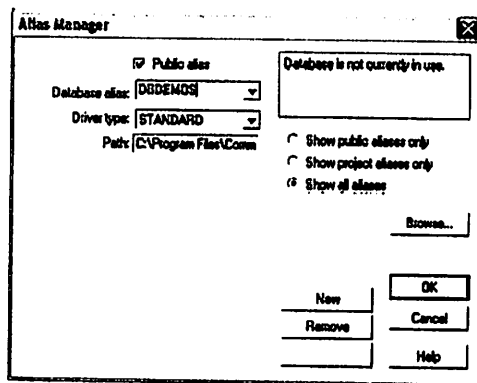 Alias Manager
Public alias
Database alias: DBDEMOS
Driver type: STANDARD
Path: C:\Program Files\Comm
Database is not currently in use.
Show public aliases only
Show project aliases only
Show all aliases
Browse...
New
OK
Remove
Cancel
Help